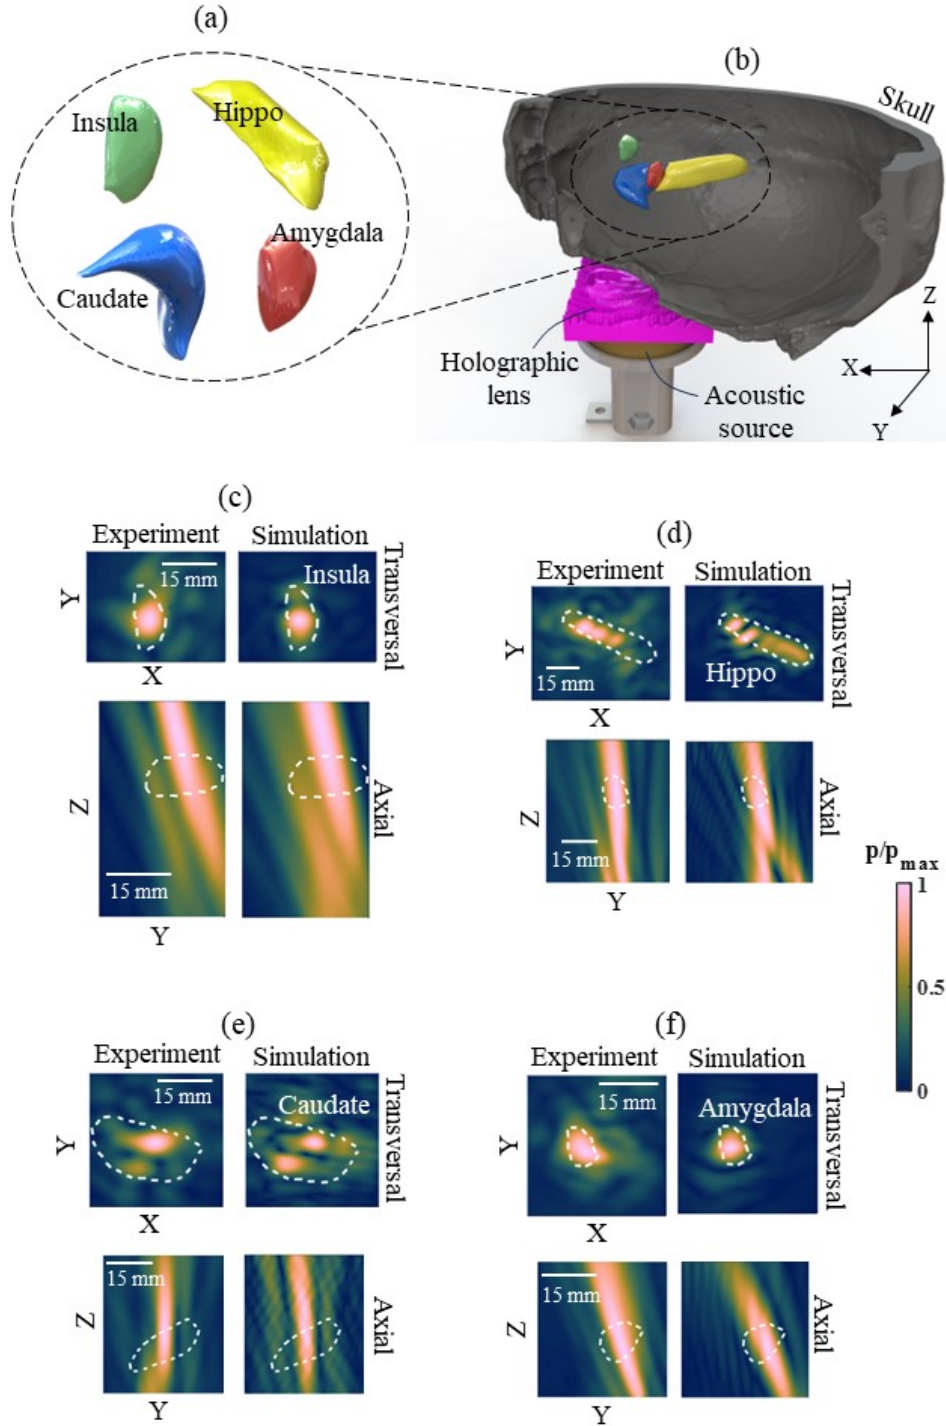 (a)
Insula
Hippo
Caudate
Amygdala
(b)
Skull
Holographic
lens
Acoustic
source
Z
X
Y
(c)
Experiment
Simulation
15 mm
Insula
Transversal
Y
X
Z
15 mm
Axial
Y
(d)
Experiment
Simulation
15 mm
Hippo
Transversal
Y
X
Z
15 mm
Axial
Y
p/pmax
1
0.5
0
(e)
Experiment
Simulation
15 mm
Caudate
Transversal
Y
X
15 mm
Z
Axial
Y
(f)
Experiment
Simulation
15 mm
Amygdala
Transversal
Y
X
15 mm
Z
Axial
Y